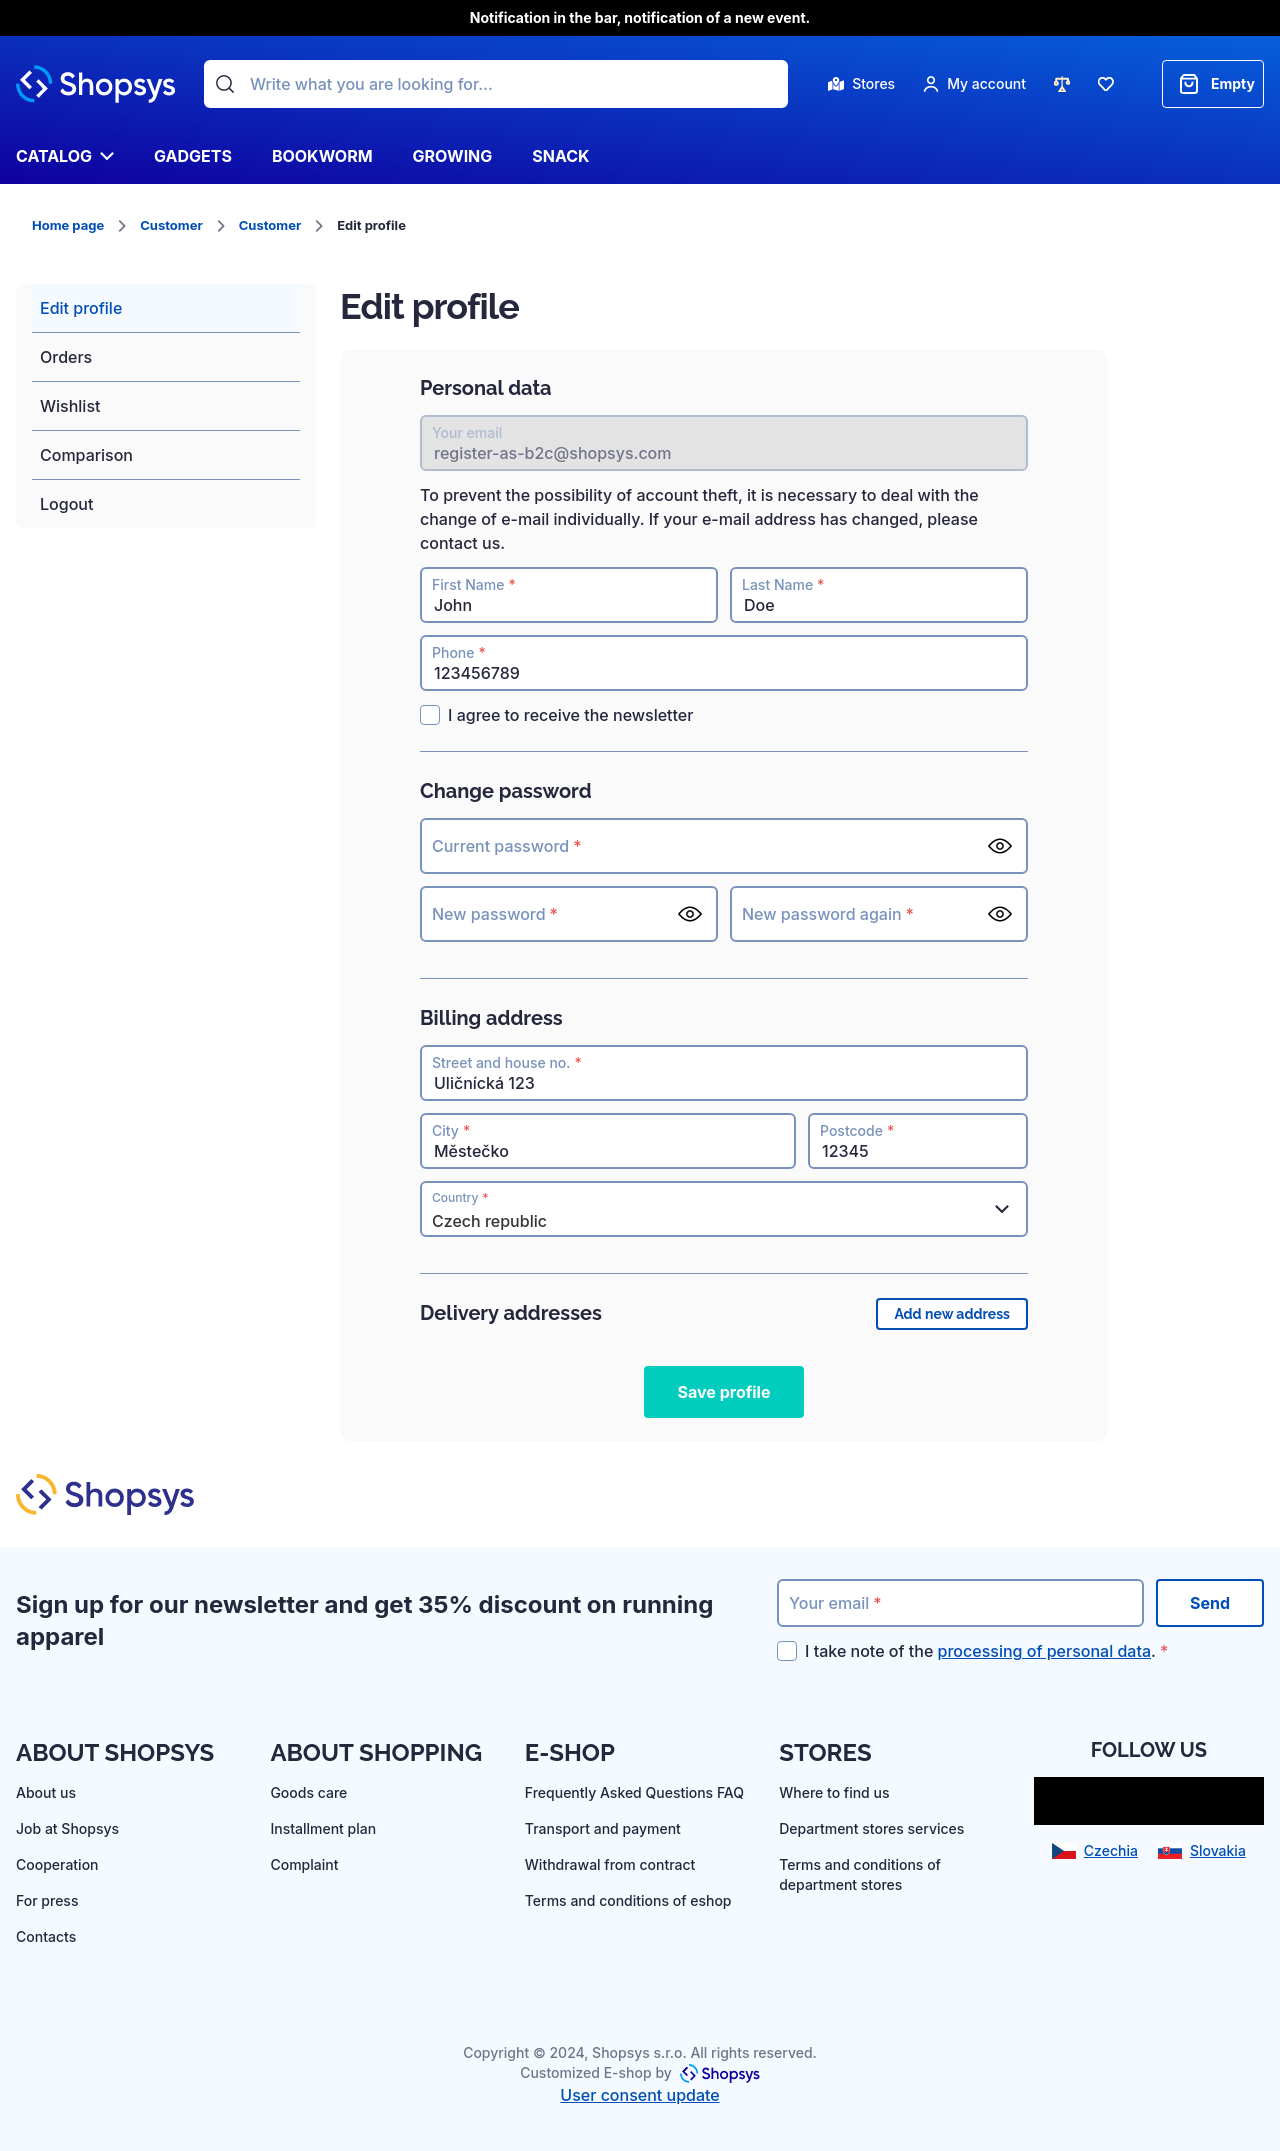 Notification in the bar, notification of a new event.
Shopsys
Write what you are looking for...
Stores
My account
Empty
CATALOG
GADGETS
BOOKWORM
GROWING
SNACK
Home page
Customer
Customer
Edit profile
Edit profile
Orders
Wishlist
Comparison
Logout
Edit profile
Personal data
Your email
register-as-b2c@shopsys.com
To prevent the possibility of account theft, it is necessary to deal with the
change of e-mail individually. If your e-mail address has changed, please
contact us.
First Name *
John
Last Name *
Doe
Phone *
123456789
I agree to receive the newsletter
Change password
Current password *
New password *
New password again *
Billing address
Street and house no. *
Uličnícká 123
City *
Městečko
Postcode *
12345
Country *
Czech republic
Delivery addresses
Add new address
Save profile
Shopsys
Sign up for our newsletter and get 35% discount on running
apparel
Your email *
Send
I take note of the processing of personal data. *
ABOUT SHOPSYS
About us
Job at Shopsys
Cooperation
For press
Contacts
ABOUT SHOPPING
Goods care
Installment plan
Complaint
E-SHOP
Frequently Asked Questions FAQ
Transport and payment
Withdrawal from contract
Terms and conditions of eshop
STORES
Where to find us
Department stores services
Terms and conditions of
department stores
FOLLOW US
Czechia
Slovakia
Copyright © 2024, Shopsys s.r.o. All rights reserved.
Customized E-shop by Shopsys
User consent update